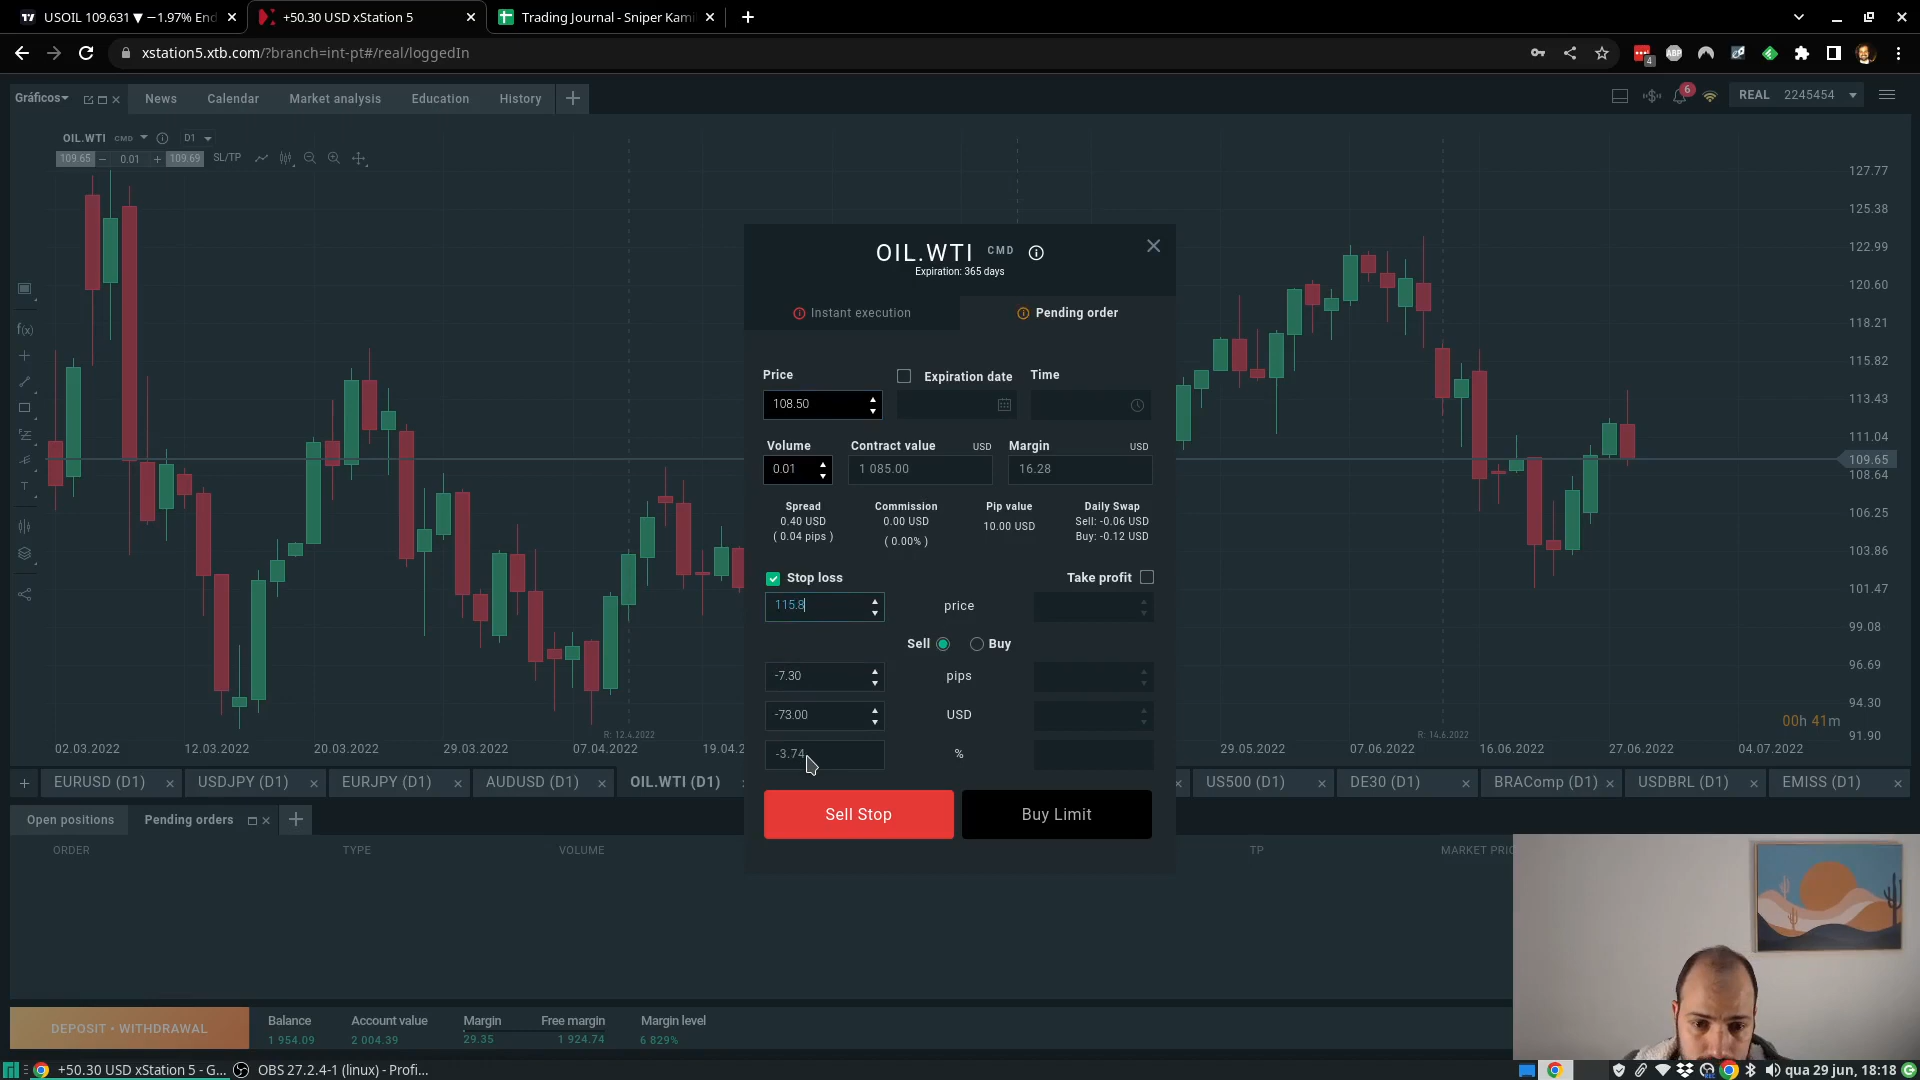 USOIL 109.631 ▼ −1.97% End
+50.30 USD xStation 5
Trading Journal - Sniper Kami
xstation5.xtb.com/?branch=int-pt#/real/loggedIn
4
ABP
Gráficos
News
Calendar
Market analysis
Education
History
6
REAL 2245454
OIL.WTI CMD D1
109.65 − 0.01 + 109.69 SL/TP
f(x)
T
127.77
125.38
122.99
120.60
118.21
115.82
113.43
111.04
109.65
108.64
106.25
103.86
101.47
99.08
96.69
94.30
91.90
00h 41m
R: 12.4.2022
R: 14.6.2022
02.03.2022
12.03.2022
20.03.2022
29.03.2022
07.04.2022
19.04.2
29.05.2022
07.06.2022
16.06.2022
27.06.2022
04.07.2022
OIL.WTI CMD
Expiration: 365 days
Instant execution
Pending order
Price
Expiration date
Time
108.50
Volume
Contract value USD
Margin USD
0.01
1 085.00
16.28
Spread
0.40 USD
( 0.04 pips )
Commission
0.00 USD
( 0.00% )
Pip value
10.00 USD
Daily Swap
Sell: -0.06 USD
Buy: -0.12 USD
Stop loss
Take profit
115.8
price
Sell
Buy
-7.30
pips
-73.00
USD
-3.74
%
Sell Stop
Buy Limit
EURUSD (D1)
USDJPY (D1)
EURJPY (D1)
AUDUSD (D1)
OIL.WTI (D1)
US500 (D1)
DE30 (D1)
BRAComp (D1)
USDBRL (D1)
EMISS (D1)
Open positions
Pending orders
ORDER
TYPE
VOLUME
TP
MARKET PRIC
DEPOSIT • WITHDRAWAL
Balance
1 954.09
Account value
2 004.39
Margin
29.35
Free margin
1 924.74
Margin level
6 829%
+50.30 USD xStation 5 - G...
OBS 27.2.4-1 (linux) - Profi...
qua 29 jun, 18:18